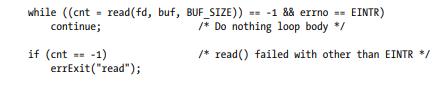 while ((cnt = read(fd, buf, BUF_SIZE)) == -1 && errno == EINTR)
    continue;                   /* Do nothing loop body */

if (cnt == -1)                  /* read() failed with other than EINTR */
    errExit("read");